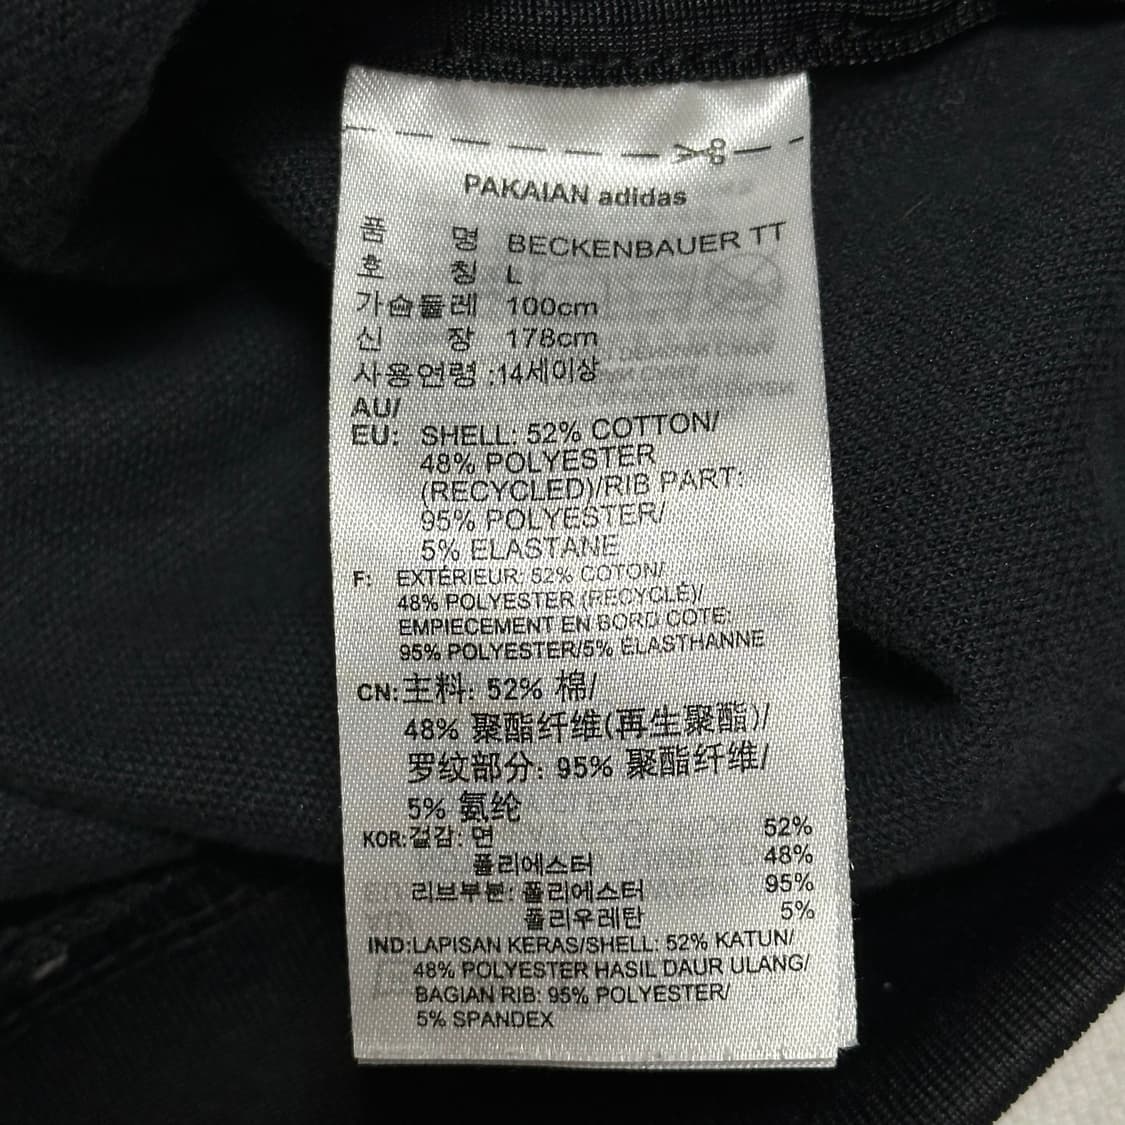 PAKAIAN adidas
품 명 BECKENBAUER TT
호 칭 L
가슴둘레 100cm
신 장 178cm
사용연령 :14세이상
AU/
EU: SHELL: 52% COTTON/
48% POLYESTER
(RECYCLED)/RIB PART:
95% POLYESTER/
5% ELASTANE
F: EXTÉRIEUR: 52% COTON/
48% POLYESTER (RECYCLÉ)/
EMPIECEMENT EN BORD COTE:
95% POLYESTER/5% ÉLASTHANNE
CN:主料: 52% 棉/
48% 聚酯纤维(再生聚酯)/
罗纹部分: 95% 聚酯纤维/
5% 氨纶
KOR:겉감: 면 52%
폴리에스터 48%
리브부분: 폴리에스터 95%
폴리우레탄 5%
IND:LAPISAN KERAS/SHELL: 52% KATUN/
48% POLYESTER HASIL DAUR ULANG/
BAGIAN RIB: 95% POLYESTER/
5% SPANDEX